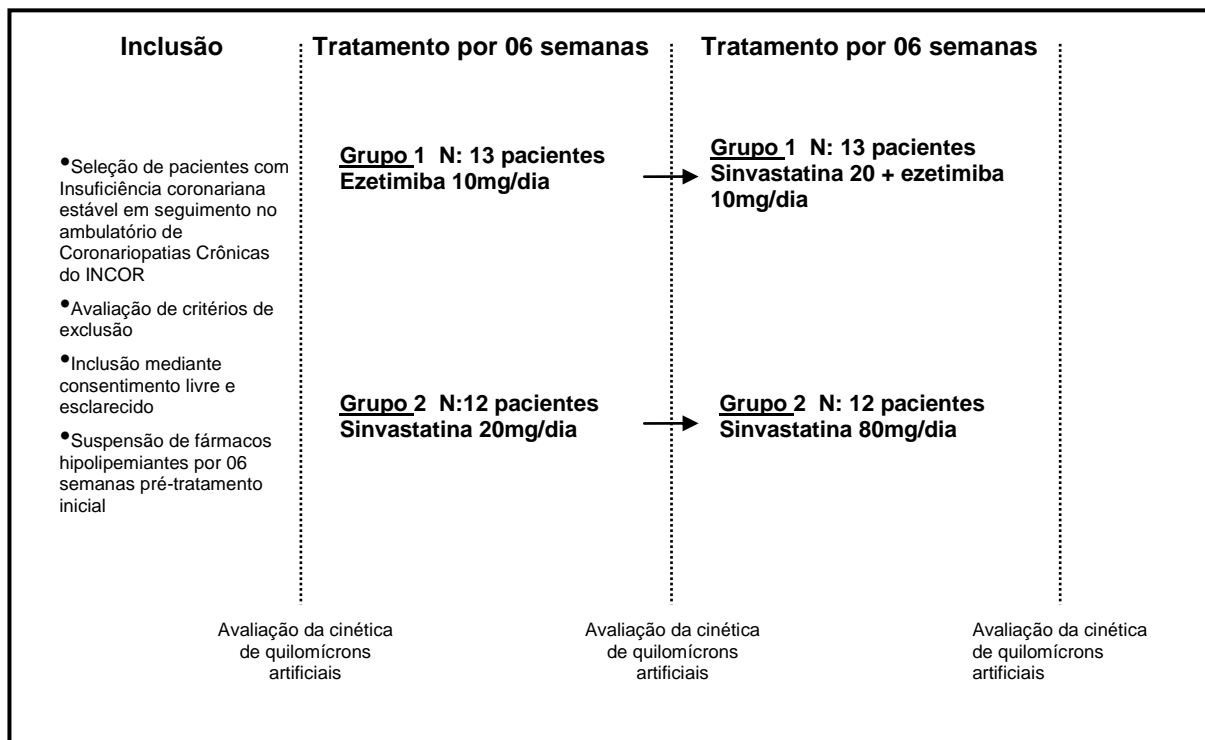 Inclusão
Tratamento por 06 semanas
Tratamento por 06 semanas
•Seleção de pacientes com
Insuficiência coronariana
estável em seguimento no
ambulatório de
Coronariopatias Crônicas
do INCOR
•Avaliação de critérios de
exclusão
•Inclusão mediante
consentimento livre e
esclarecido
•Suspensão de fármacos
hipolipemiantes por 06
semanas pré-tratamento
inicial
Grupo 1 N: 13 pacientes
Ezetimiba 10mg/dia
Grupo 1 N: 13 pacientes
Sinvastatina 20 + ezetimiba
10mg/dia
Grupo 2 N:12 pacientes
Sinvastatina 20mg/dia
Grupo 2 N: 12 pacientes
Sinvastatina 80mg/dia
Avaliação da cinética
de quilomícrons
artificiais
Avaliação da cinética
de quilomícrons
artificiais
Avaliação da cinética
de quilomícrons
artificiais